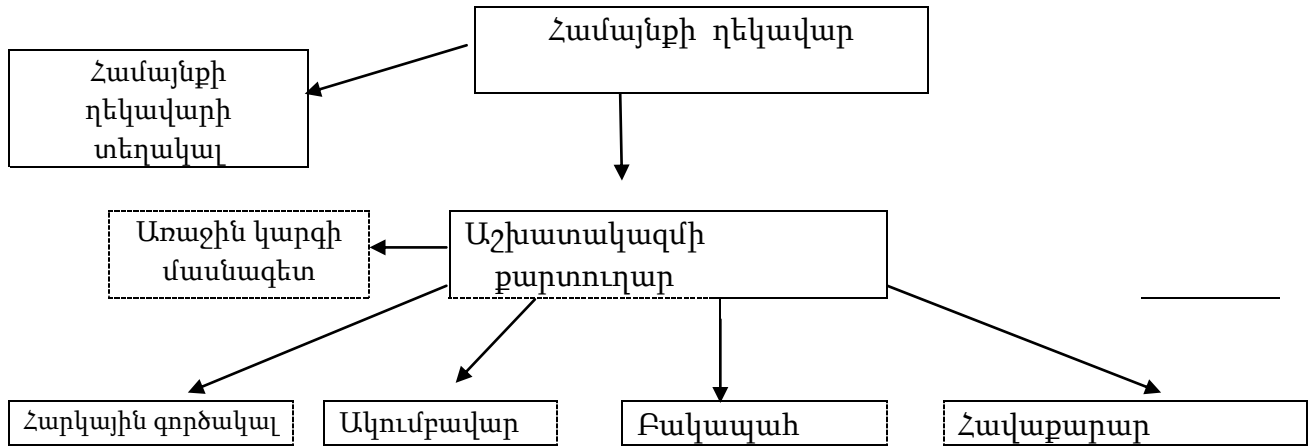 Համայնքի ղեկավար
Համայնքի
ղեկավարի
տեղակալ
Առաջին կարգի
մասնագետ
Աշխատակազմի
քարտուղար
Հարկային գործակալ
Ակումբավար
Բակապահ
Հավաքարար